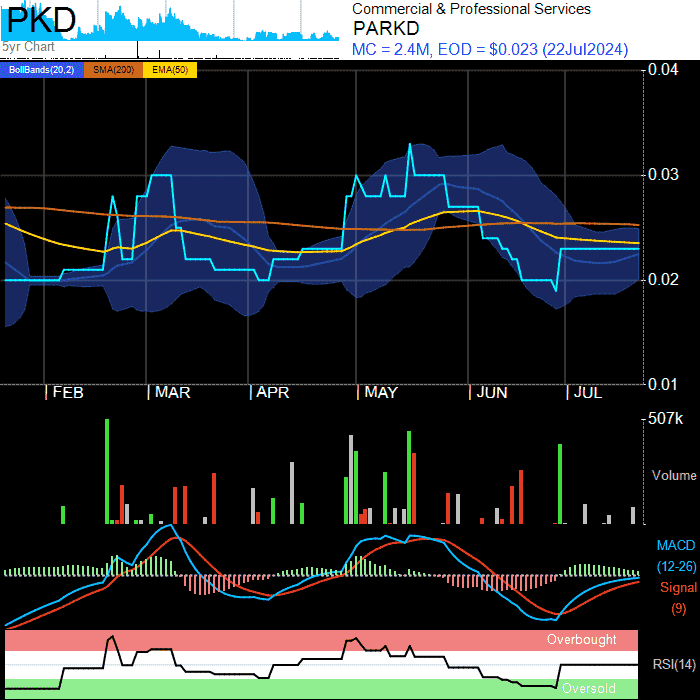 PKD
5yr Chart
Commercial & Professional Services
PARKD
MC = 2.4M, EOD = $0.023 (22Jul2024)
BollBands(20,2) SMA(200) EMA(50)
0.04
0.03
0.02
0.01
FEB MAR APR MAY JUN JUL
507k
Volume
MACD
(12-26)
Signal
(9)
Overbought
RSI(14)
Oversold